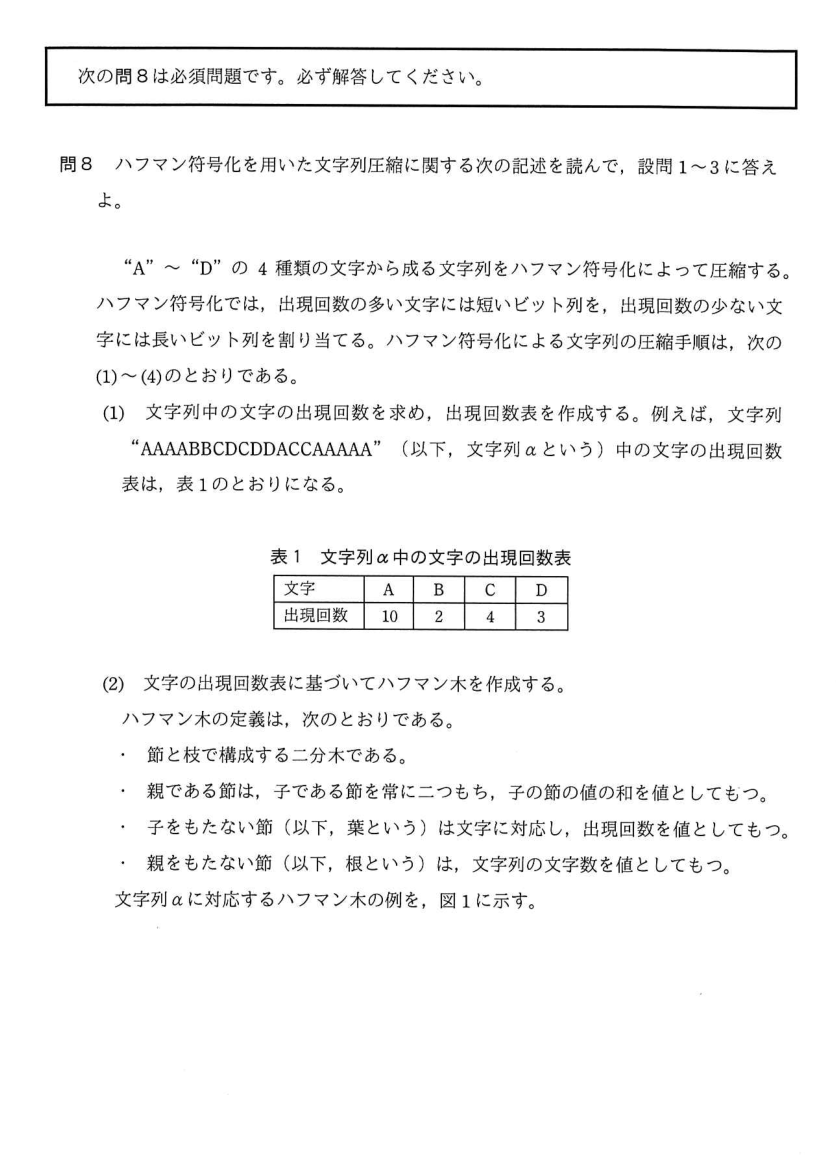 次の問８は必須問題です。必ず解答してください。
問８　ハフマン符号化を用いた文字列圧縮に関する次の記述を読んで，設問 1～3 に答え
よ。
“A” ～ “D” の 4 種類の文字から成る文字列をハフマン符号化によって圧縮する。
ハフマン符号化では，出現回数の多い文字には短いビット列を，出現回数の少ない文
字には長いビット列を割り当てる。ハフマン符号化による文字列の圧縮手順は，次の
(1)～(4)のとおりである。
(1)　文字列中の文字の出現回数を求め，出現回数表を作成する。例えば，文字列
“AAAABBCDCDDACCAAAAA”（以下，文字列 α という）中の文字の出現回数
表は，表 1 のとおりになる。
表 1　文字列 α 中の文字の出現回数表
文字 A B C D
出現回数 10 2 4 3
(2)　文字の出現回数表に基づいてハフマン木を作成する。
ハフマン木の定義は，次のとおりである。
・　節と枝で構成する二分木である。
・　親である節は，子である節を常に二つもち，子の節の値の和を値としてもつ。
・　子をもたない節（以下，葉という）は文字に対応し，出現回数を値としてもつ。
・　親をもたない節（以下，根という）は，文字列の文字数を値としてもつ。
文字列 α に対応するハフマン木の例を，図 1 に示す。